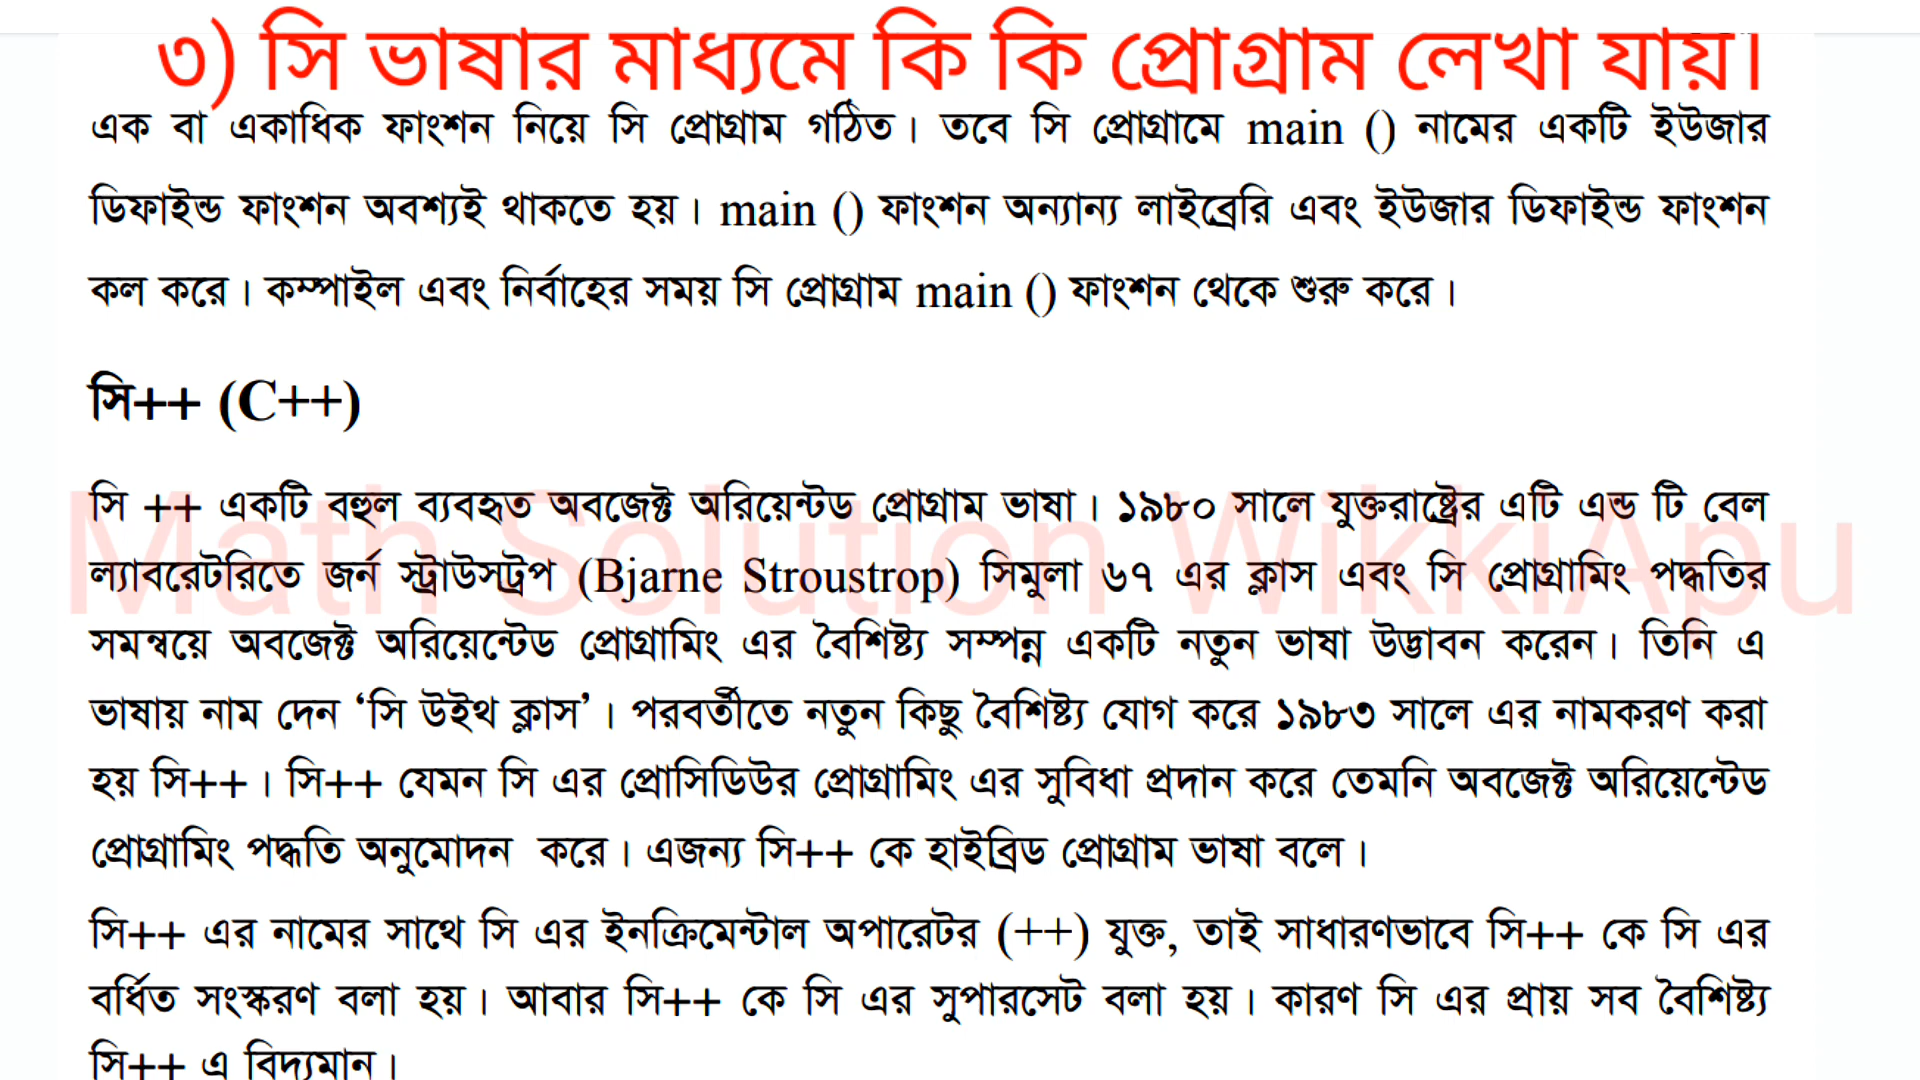 ৩) সি ভাষার মাধ্যমে কি কি প্রোগ্রাম লেখা যায়।
এক বা একাধিক ফাংশন নিয়ে সি প্রোগ্রাম গঠিত। তবে সি প্রোগ্রামে main () নামের একটি ইউজার
ডিফাইন্ড ফাংশন অবশ্যই থাকতে হয়। main () ফাংশন অন্যান্য লাইব্রেরি এবং ইউজার ডিফাইন্ড ফাংশন
কল করে। কম্পাইল এবং নির্বাহের সময় সি প্রোগ্রাম main () ফাংশন থেকে শুরু করে।
সি++ (C++)
সি ++ একটি বহুল ব্যবহৃত অবজেক্ট অরিয়েন্টড প্রোগ্রাম ভাষা। ১৯৮০ সালে যুক্তরাষ্ট্রের এটি এন্ড টি বেল
ল্যাবরেটরিতে জর্ন স্ট্রাউসট্রপ (Bjarne Stroustrop) সিমুলা ৬৭ এর ক্লাস এবং সি প্রোগ্রামিং পদ্ধতির
সমন্বয়ে অবজেক্ট অরিয়েন্টেড প্রোগ্রামিং এর বৈশিষ্ট্য সম্পন্ন একটি নতুন ভাষা উদ্ভাবন করেন। তিনি এ
ভাষায় নাম দেন ‘সি উইথ ক্লাস’। পরবর্তীতে নতুন কিছু বৈশিষ্ট্য যোগ করে ১৯৮৩ সালে এর নামকরণ করা
হয় সি++। সি++ যেমন সি এর প্রোসিডিউর প্রোগ্রামিং এর সুবিধা প্রদান করে তেমনি অবজেক্ট অরিয়েন্টেড
প্রোগ্রামিং পদ্ধতি অনুমোদন করে। এজন্য সি++ কে হাইব্রিড প্রোগ্রাম ভাষা বলে।
সি++ এর নামের সাথে সি এর ইনক্রিমেন্টাল অপারেটর (++) যুক্ত, তাই সাধারণভাবে সি++ কে সি এর
বর্ধিত সংস্করণ বলা হয়। আবার সি++ কে সি এর সুপারসেট বলা হয়। কারণ সি এর প্রায় সব বৈশিষ্ট্য
সি++ এ বিদ্যমান।
Math Solution WikkiApu